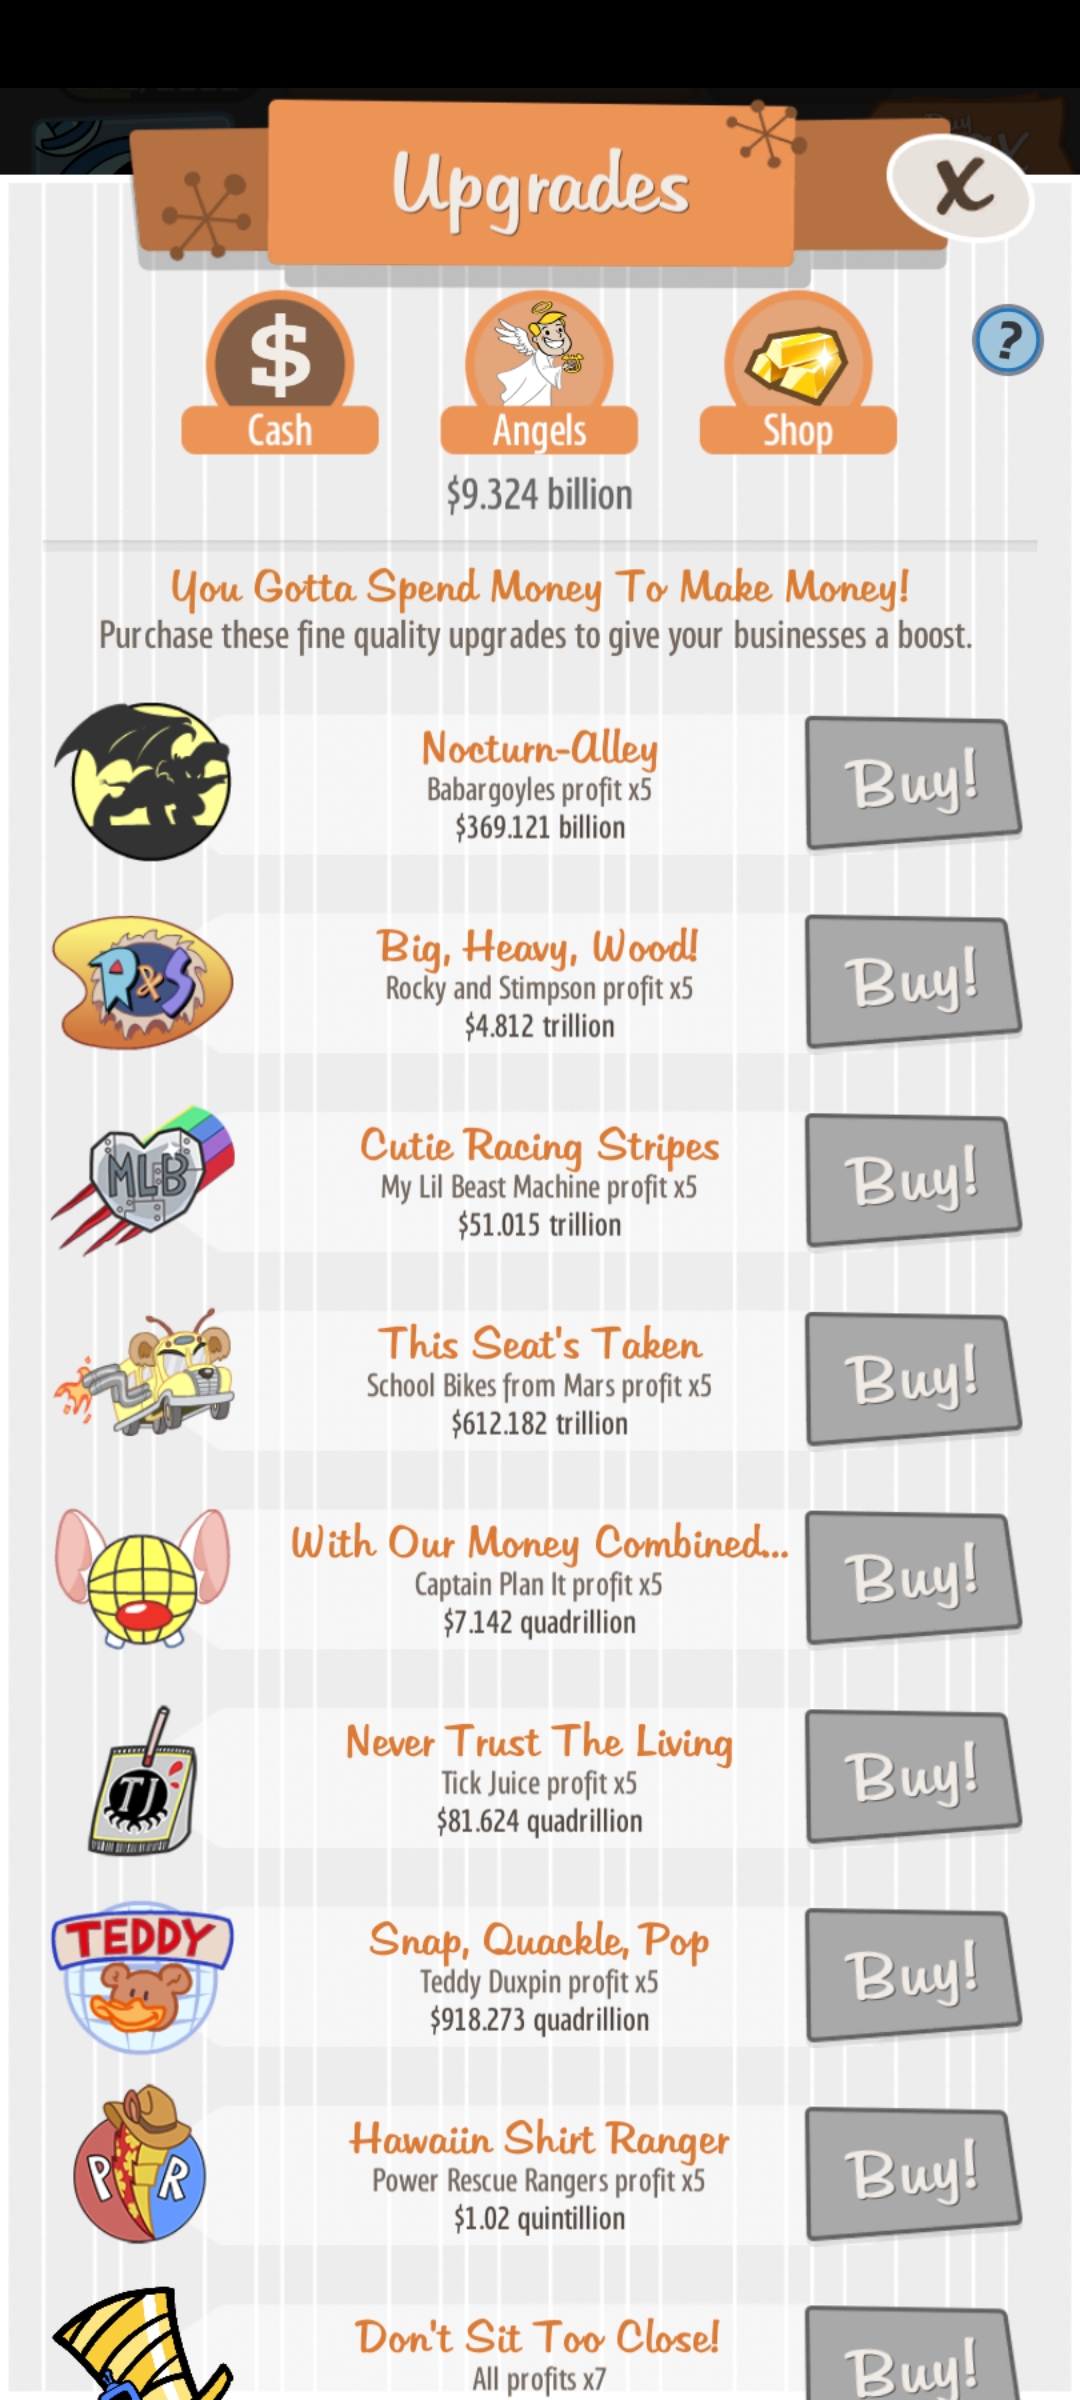 Upgrades
X
Cash
Angels
Shop
?
$9.324 billion
You Gotta Spend Money To Make Money!
Purchase these fine quality upgrades to give your businesses a boost.
Nocturn-Alley
Babargoyles profit x5
$369.121 billion
Buy!
R&S
Big, Heavy, Wood!
Rocky and Stimpson profit x5
$4.812 trillion
Buy!
MLB
Cutie Racing Stripes
My Lil Beast Machine profit x5
$51.015 trillion
Buy!
This Seat's Taken
School Bikes from Mars profit x5
$612.182 trillion
Buy!
With Our Money Combined...
Captain Plan It profit x5
$7.142 quadrillion
Buy!
TJ
Never Trust The Living
Tick Juice profit x5
$81.624 quadrillion
Buy!
TEDDY
Snap, Quackle, Pop
Teddy Duxpin profit x5
$918.273 quadrillion
Buy!
PR
Hawaiin Shirt Ranger
Power Rescue Rangers profit x5
$1.02 quintillion
Buy!
Don't Sit Too Close!
All profits x7
Buy!